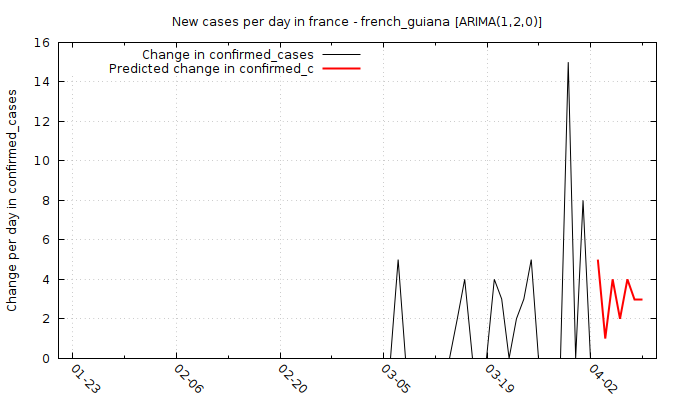 New cases per day in france - french_guiana [ARIMA(1,2,0)]
Change in confirmed_cases
Predicted change in confirmed_c
Change per day in confirmed_cases
16
14
12
10
8
6
4
2
0
01-23 02-06 02-20 03-05 03-19 04-02